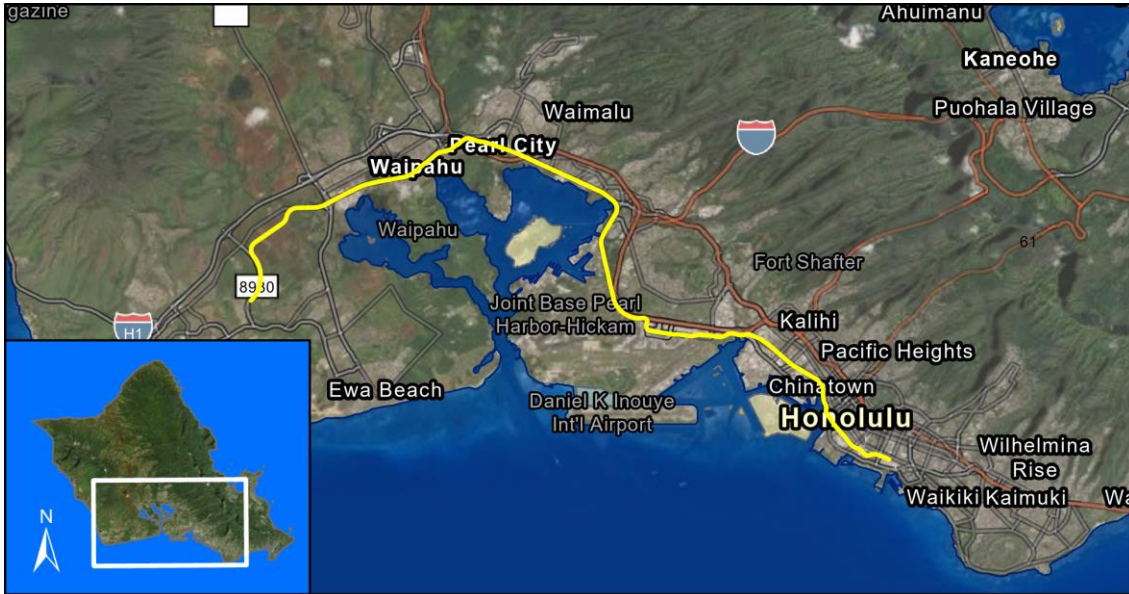 gazine
Ahuimanu
Kaneohe
Puohala Village
Waimalu
Pearl City
Waipahu
Waipahu
61
Fort Shafter
8930
Joint Base Pearl
Harbor-Hickam
H1
Kalihi
Pacific Heights
Ewa Beach
Chinatown
Daniel K Inouye
Int'l Airport
Honolulu
Wilhelmina
Rise
Waikiki
Kaimuki
Wa
N